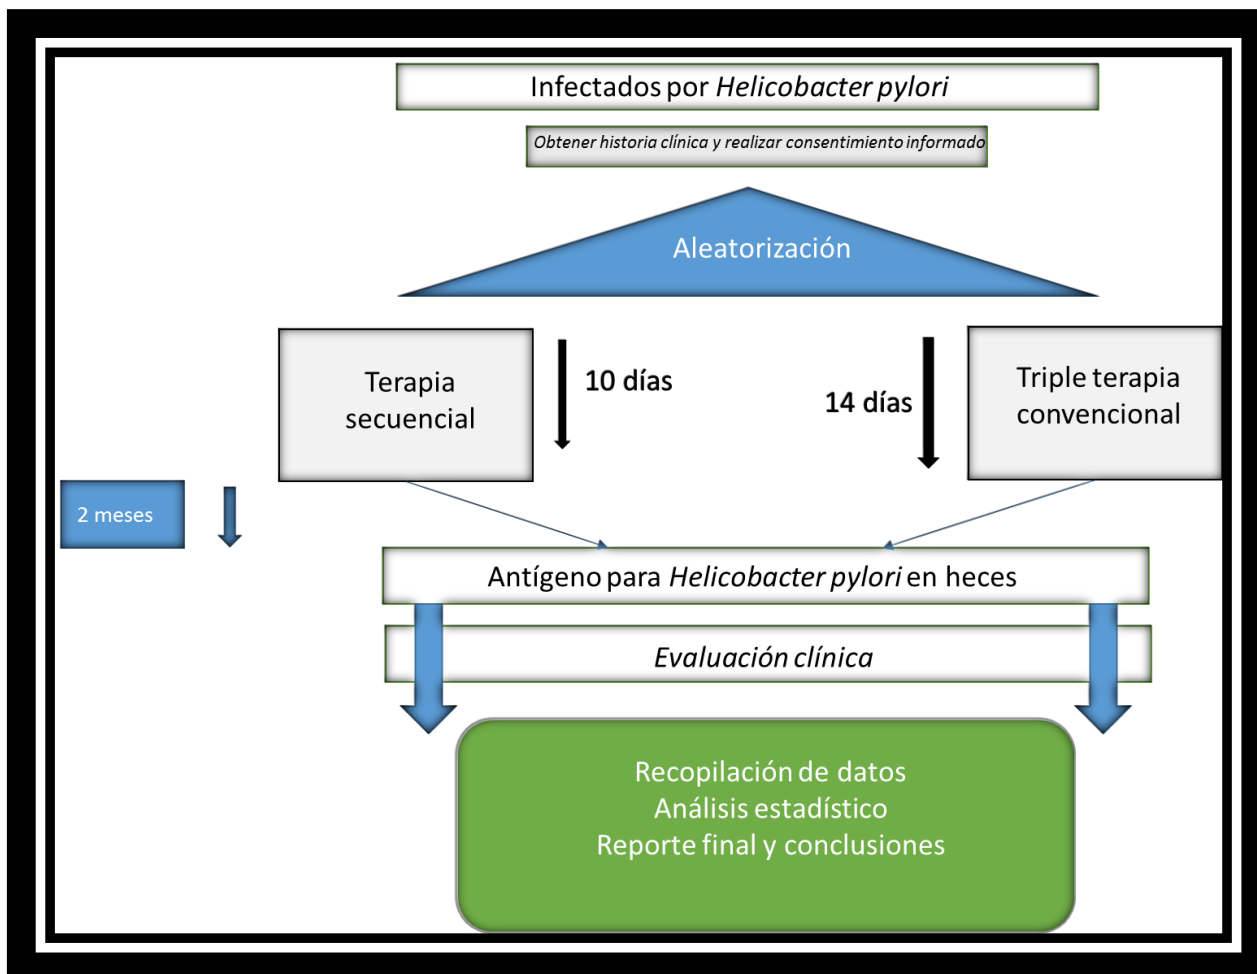 Infectados por Helicobacter pylori
Obtener historia clínica y realizar consentimiento informado
Aleatorización
Terapia
secuencial
10 días
14 días
Triple terapia
convencional
2 meses
Antígeno para Helicobacter pylori en heces
Evaluación clínica
Recopilación de datos
Análisis estadístico
Reporte final y conclusiones